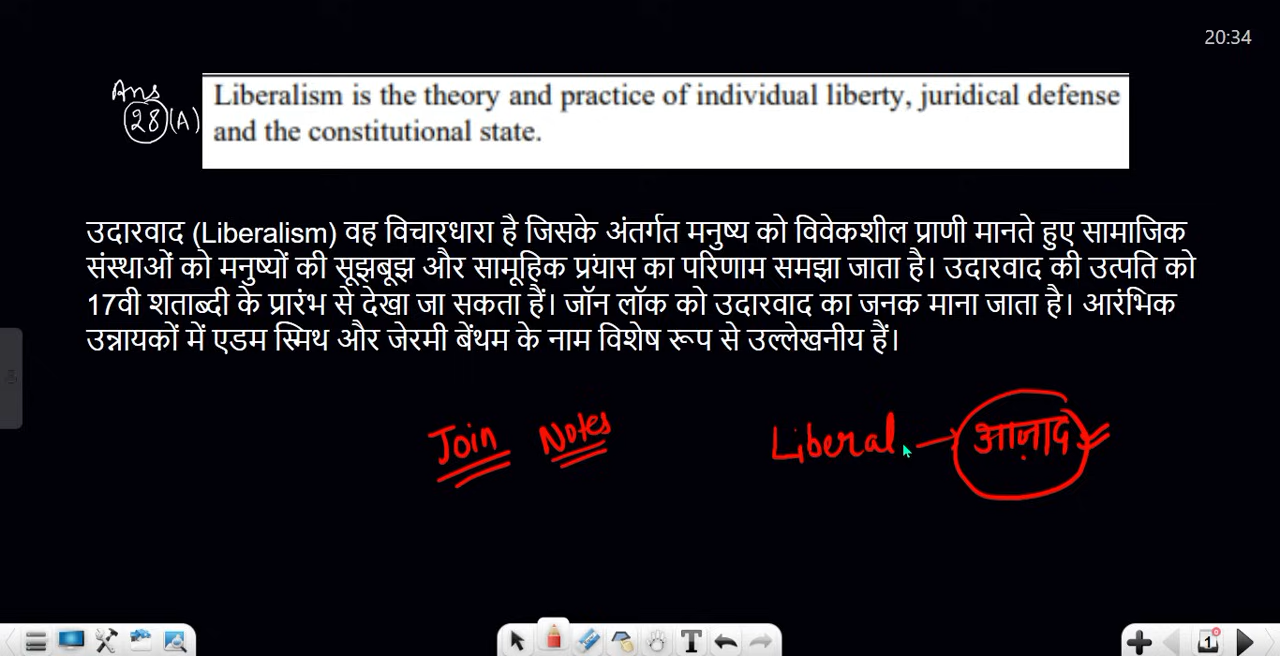 20:34
Ans
28 (A)
Liberalism is the theory and practice of individual liberty, juridical defense
and the constitutional state.
उदारवाद (Liberalism) वह विचारधारा है जिसके अंतर्गत मनुष्य को विवेकशील प्राणी मानते हुए सामाजिक
संस्थाओं को मनुष्यों की सूझबूझ और सामूहिक प्रयास का परिणाम समझा जाता है। उदारवाद की उत्पति को
17वी शताब्दी के प्रारंभ से देखा जा सकता हैं। जॉन लॉक को उदारवाद का जनक माना जाता है। आरंभिक
उन्नायकों में एडम स्मिथ और जेरमी बेंथम के नाम विशेष रूप से उल्लेखनीय हैं।
Join Notes
Liberal आज़ाद
T
1